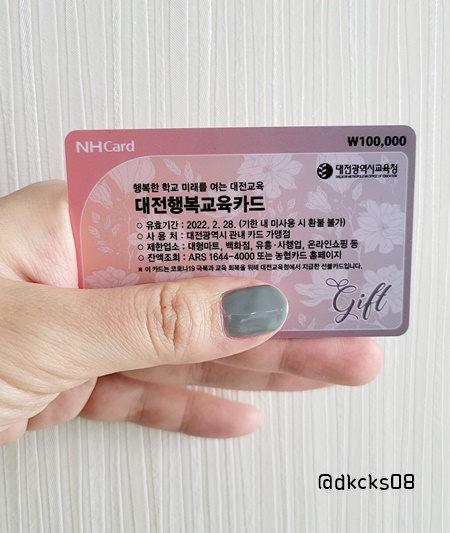 NH Card
₩100,000
대전광역시교육청
행복한 학교 미래를 여는 대전교육
대전행복교육카드
○ 유효기간 : 2022. 2. 28. (기한 내 미사용 시 환불 불가)
○ 사 용 처 : 대전광역시 관내 카드 가맹점
○ 제한업소 : 대형마트, 백화점, 유흥·사행업, 온라인쇼핑 등
○ 잔액조회 : ARS 1644-4000 또는 농협카드 홈페이지
※ 이 카드는 코로나19 극복과 교육 회복을 위해 대전교육청에서 지급한 선불카드입니다.
Gift
@dkcks08